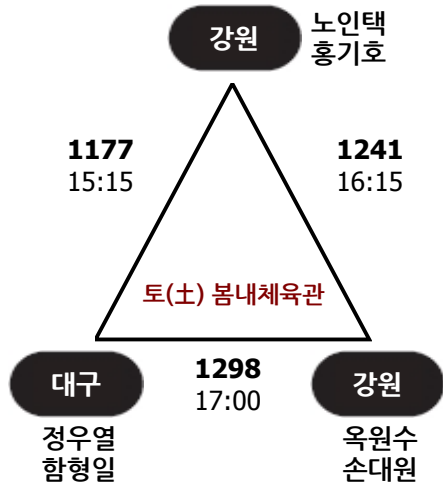 강원
노인택
홍기호
1177
15:15
1241
16:15
토(土) 봄내체육관
대구
정우열
함형일
1298
17:00
강원
옥원수
손대원